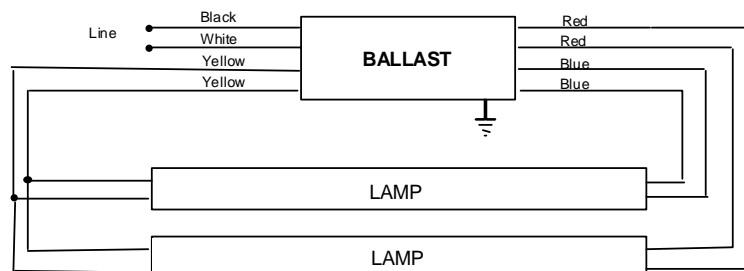 Line
Black
White
Yellow
Yellow
BALLAST
Red
Red
Blue
Blue
LAMP
LAMP